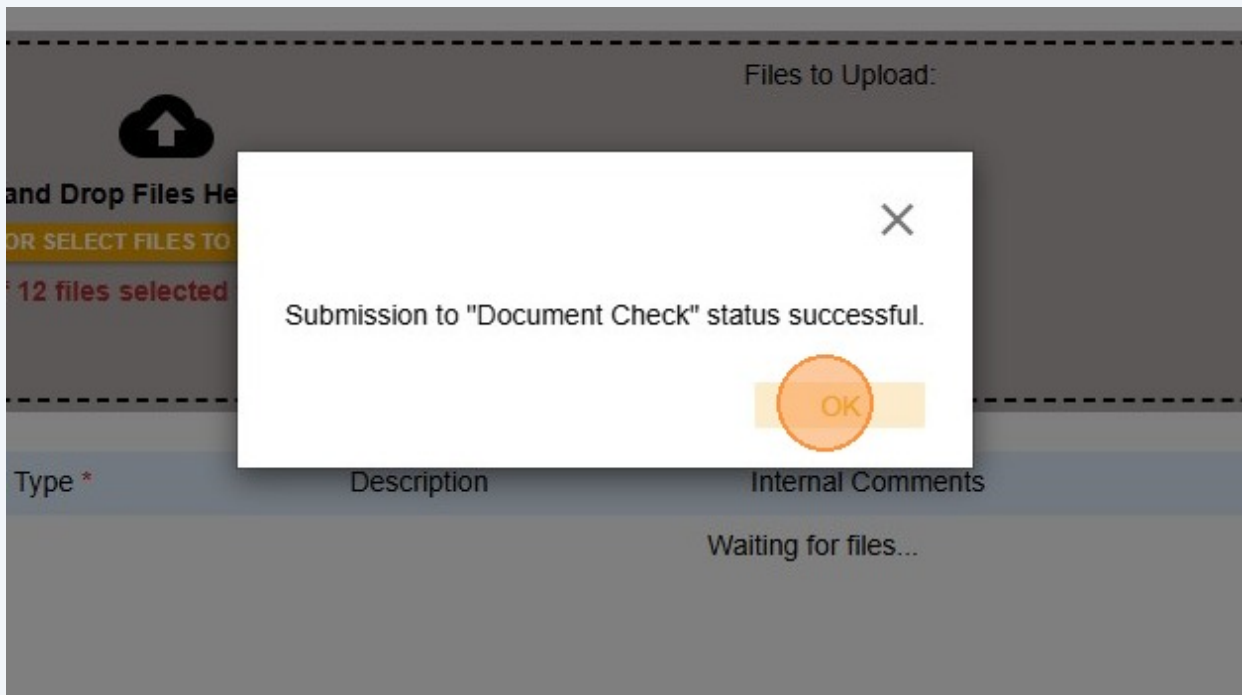 Files to Upload:
and Drop Files He
OR SELECT FILES TO
12 files selected
Submission to "Document Check" status successful.
OK
Type *
Description
Internal Comments
Waiting for files...